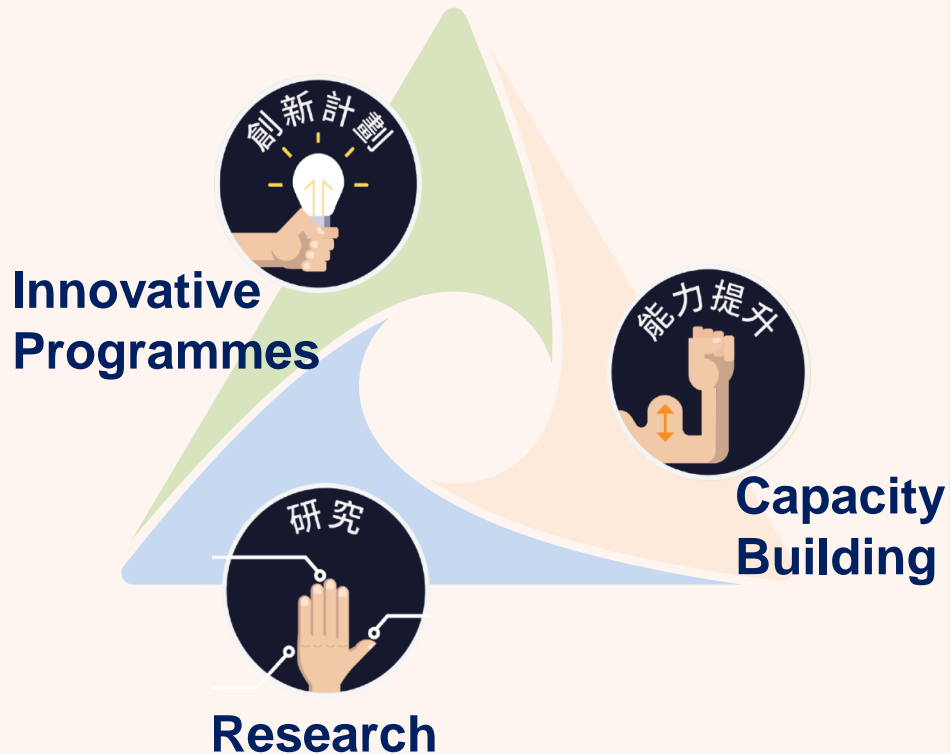 創新計劃
Innovative
Programmes
能力提升
Capacity
Building
研究
Research